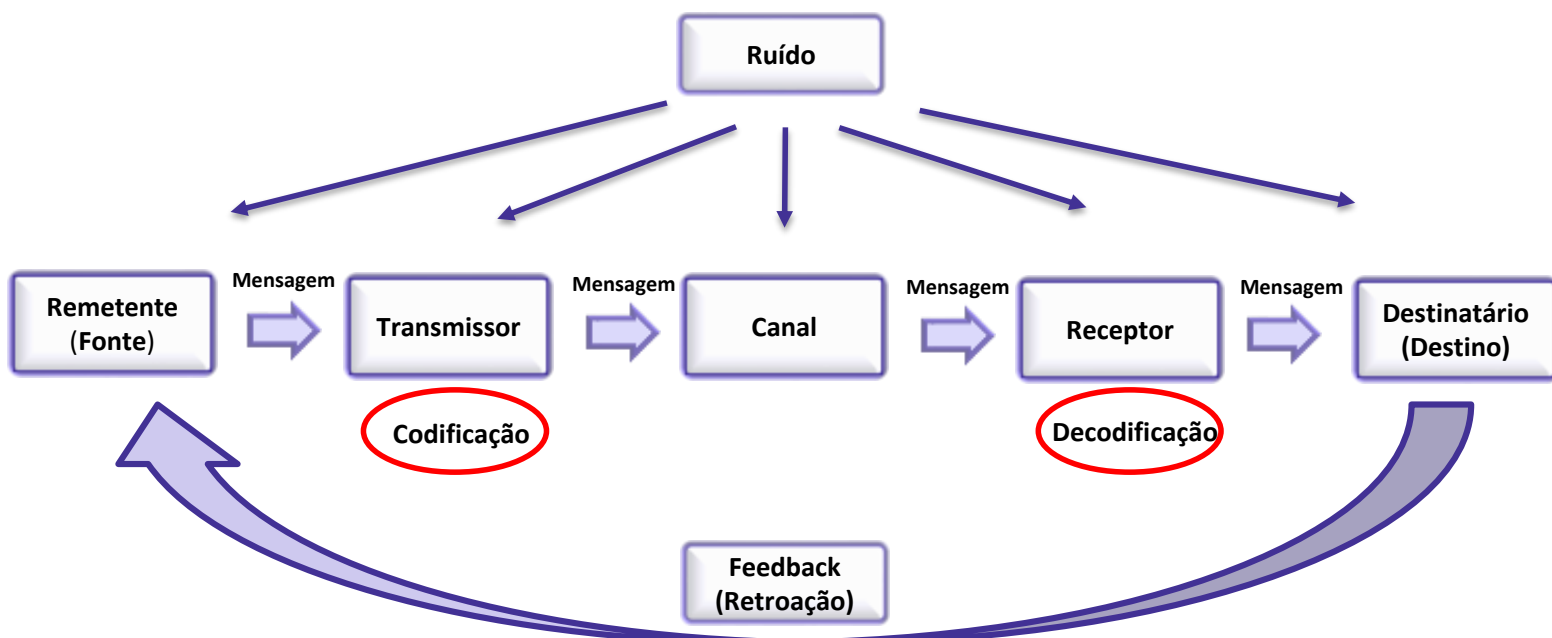 Ruído
Mensagem
Mensagem
Mensagem
Mensagem
Remetente
(Fonte)
Transmissor
Canal
Receptor
Destinatário
(Destino)
Codificação
Decodificação
Feedback
(Retroação)